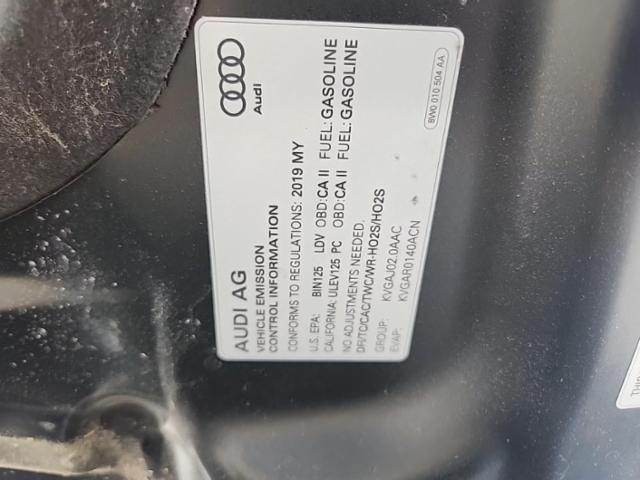 Audi
AUDI AG
VEHICLE EMISSION
CONTROL INFORMATION
CONFORMS TO REGULATIONS: 2019 MY
U.S. EPA: BIN125 LDV OBD:CA II FUEL: GASOLINE
CALIFORNIA: ULEV125 PC OBD:CA II FUEL: GASOLINE
NO ADJUSTMENTS NEEDED.
DFI/TC/CAC/TWC/WR-HO2S/HO2S
GROUP: KVGAJ02.0AAC
EVAP: KVGAR0140ACN
8W0 010 504 AA